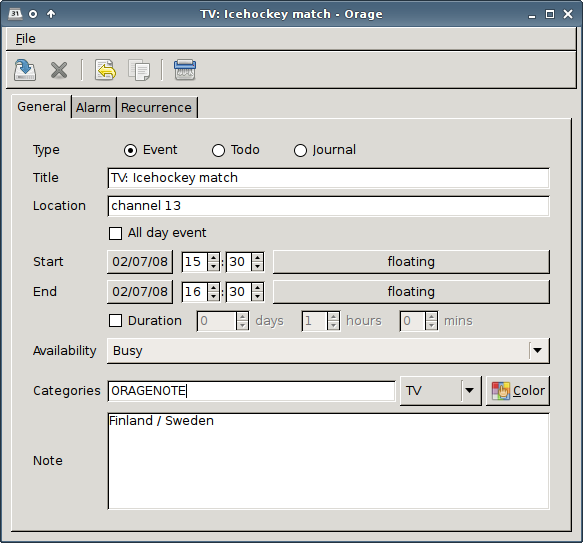 31
TV: Icehockey match - Orage
File
General Alarm Recurrence
Type Event Todo Journal
Title TV: Icehockey match
Location channel 13
All day event
Start 02/07/08 15 : 30 floating
End 02/07/08 16 : 30 floating
Duration 0 days 1 hours 0 mins
Availability Busy
Categories ORAGENOTE TV Color
Finland / Sweden
Note